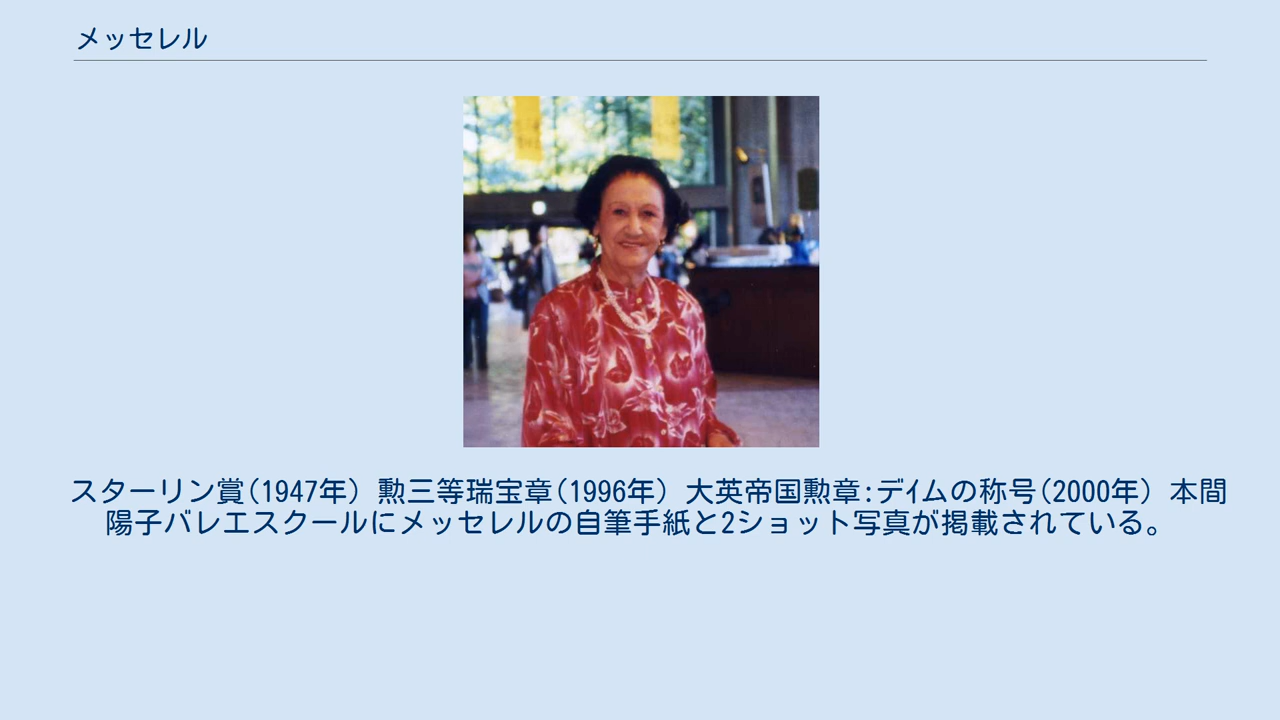 メッセレル
スターリン賞(1947年) 勲三等瑞宝章(1996年) 大英帝国勲章:デイムの称号(2000年) 本間
陽子バレエスクールにメッセレルの自筆手紙と2ショット写真が掲載されている。